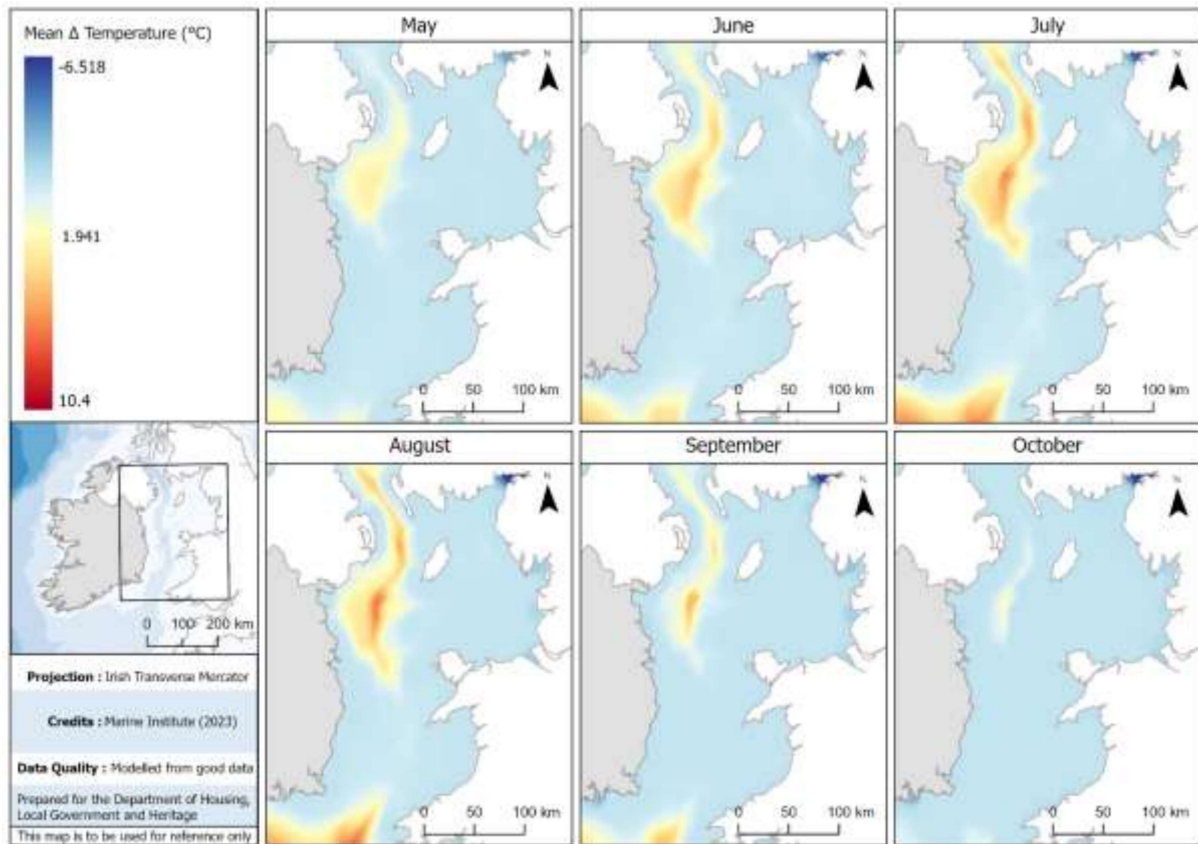 Mean Δ Temperature (°C)
-6.518
1.941
10.4
May
N
0 50 100 km
June
N
0 50 100 km
July
N
0 50 100 km
August
N
0 50 100 km
September
N
0 50 100 km
October
N
0 50 100 km
0 100 200 km
Projection : Irish Transverse Mercator
Credits : Marine Institute (2023)
Data Quality : Modelled from good data
Prepared for the Department of Housing,
Local Government and Heritage
This map is to be used for reference only